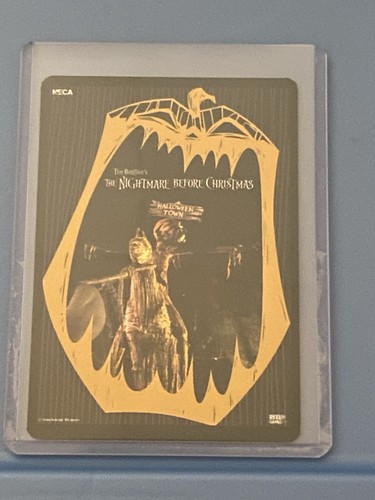 NECA
Tim Burton's
THE NIGHTMARE BEFORE CHRISTMAS
HALLOWEEN
TOWN